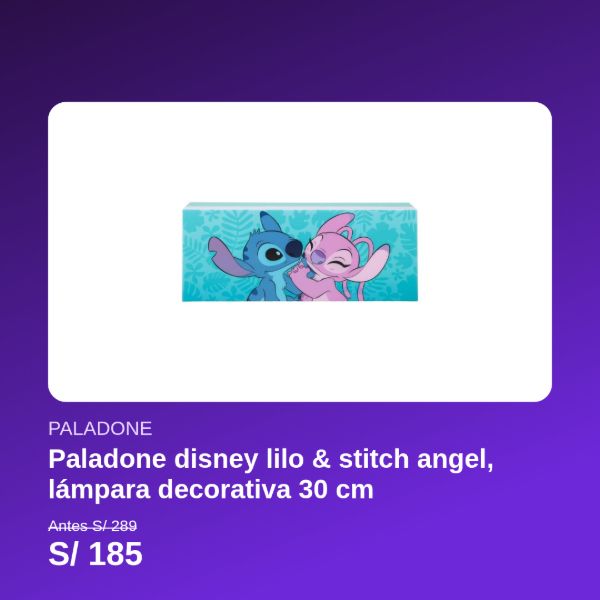 PALADONE
Paladone disney lilo & stitch angel,
lámpara decorativa 30 cm
Antes S/ 289
S/ 185